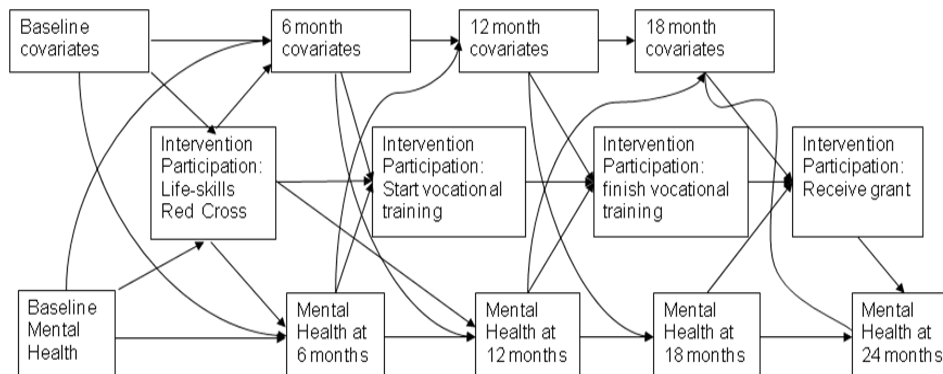 Baseline
covariates
6 month
covariates
12 month
covariates
18 month
covariates
Intervention
Participation:
Life-skills
Red Cross
Intervention
Participation:
Start vocational
training
Intervention
Participation:
finish vocational
training
Intervention
Participation:
Receive grant
Baseline
Mental
Health
Mental
Health at
6 months
Mental
Health at
12 months
Mental
Health at
18 months
Mental
Health at
24 months